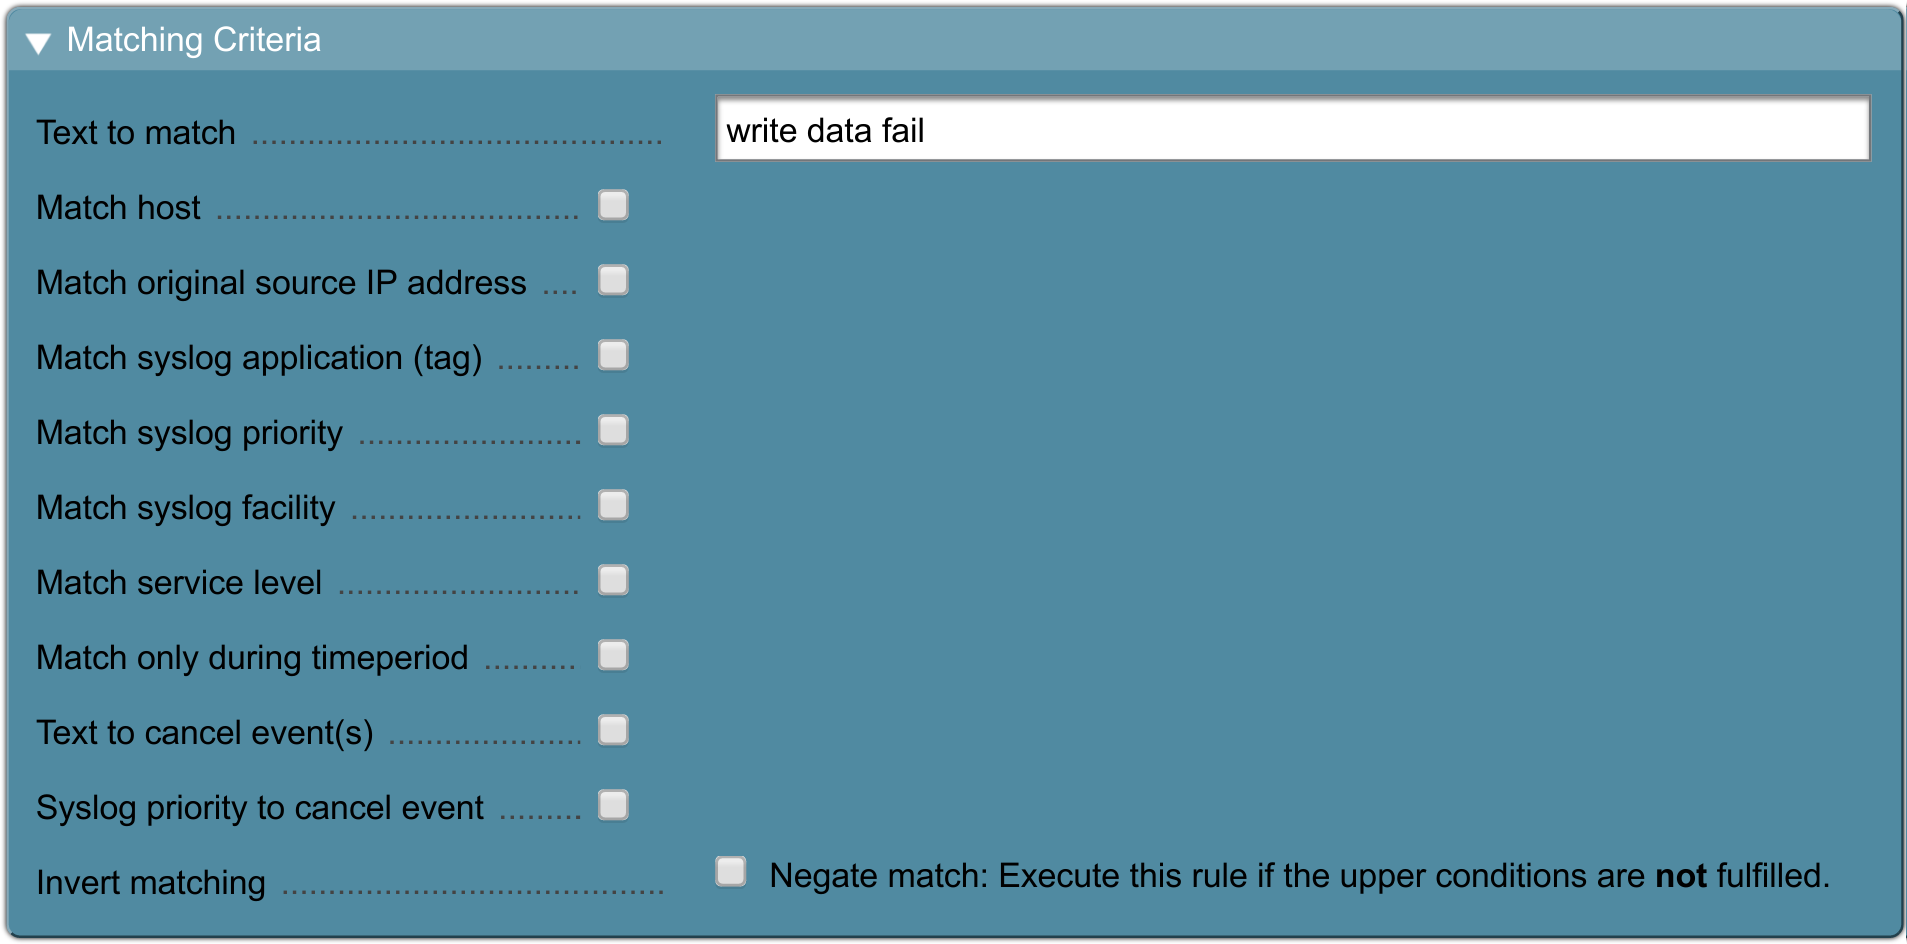 Matching Criteria
Text to match write data fail
Match host
Match original source IP address
Match syslog application (tag)
Match syslog priority
Match syslog facility
Match service level
Match only during timeperiod
Text to cancel event(s)
Syslog priority to cancel event
Invert matching Negate match: Execute this rule if the upper conditions are not fulfilled.